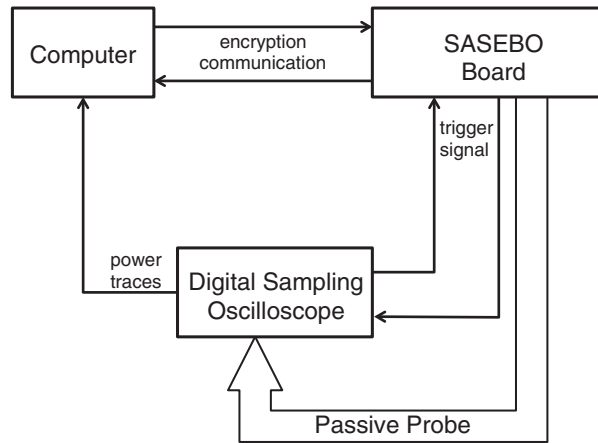 Computer
encryption
communication
SASEBO
Board
trigger
signal
power
traces
Digital Sampling
Oscilloscope
Passive Probe